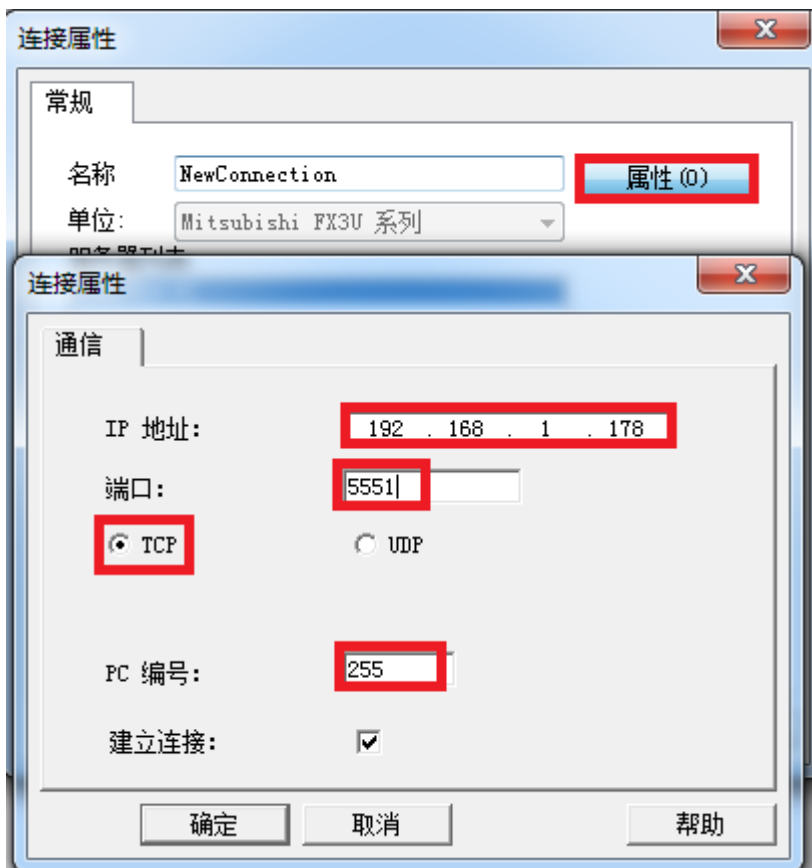 连接属性
常规
名称 NewConnection 属性(O)
单位: Mitsubishi FX3U 系列
连接属性
通信
IP 地址: 192 . 168 . 1 . 178
端口: 5551
TCP UDP
PC 编号: 255
建立连接:
确定 取消 帮助